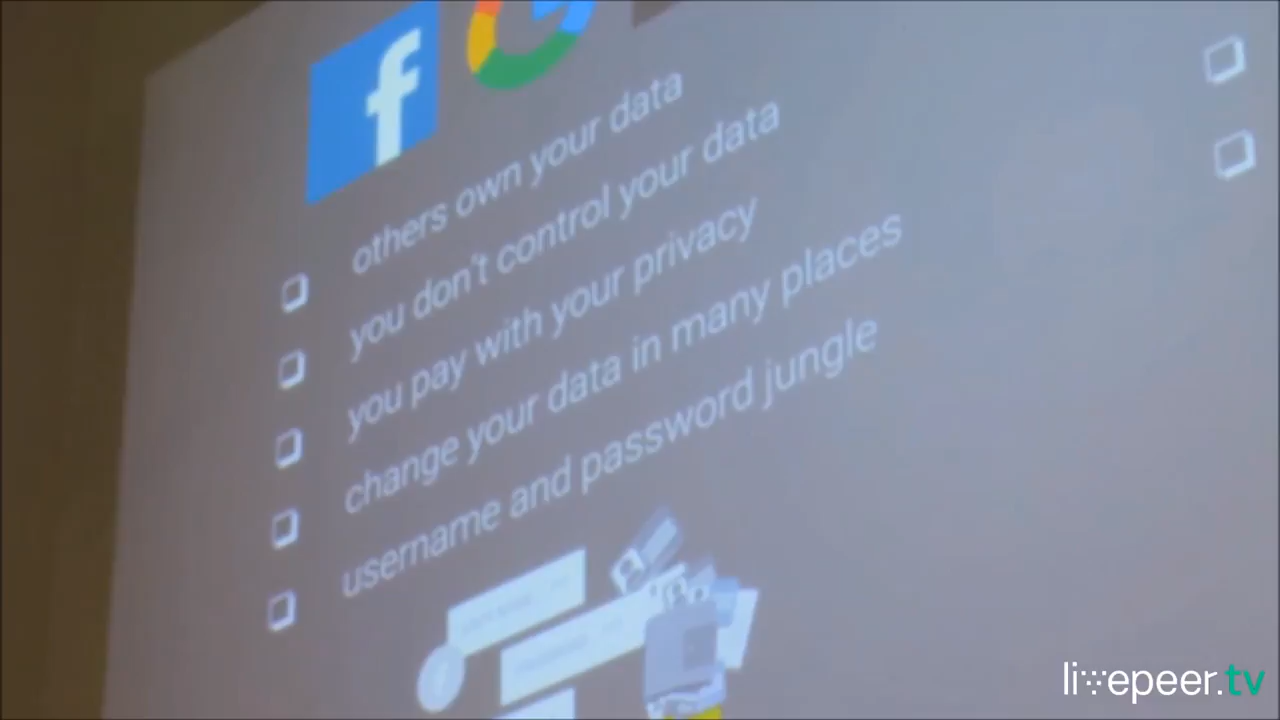 f
G
others own your data
you don't control your data
you pay with your privacy
change your data in many places
username and password jungle
livepeer.tv